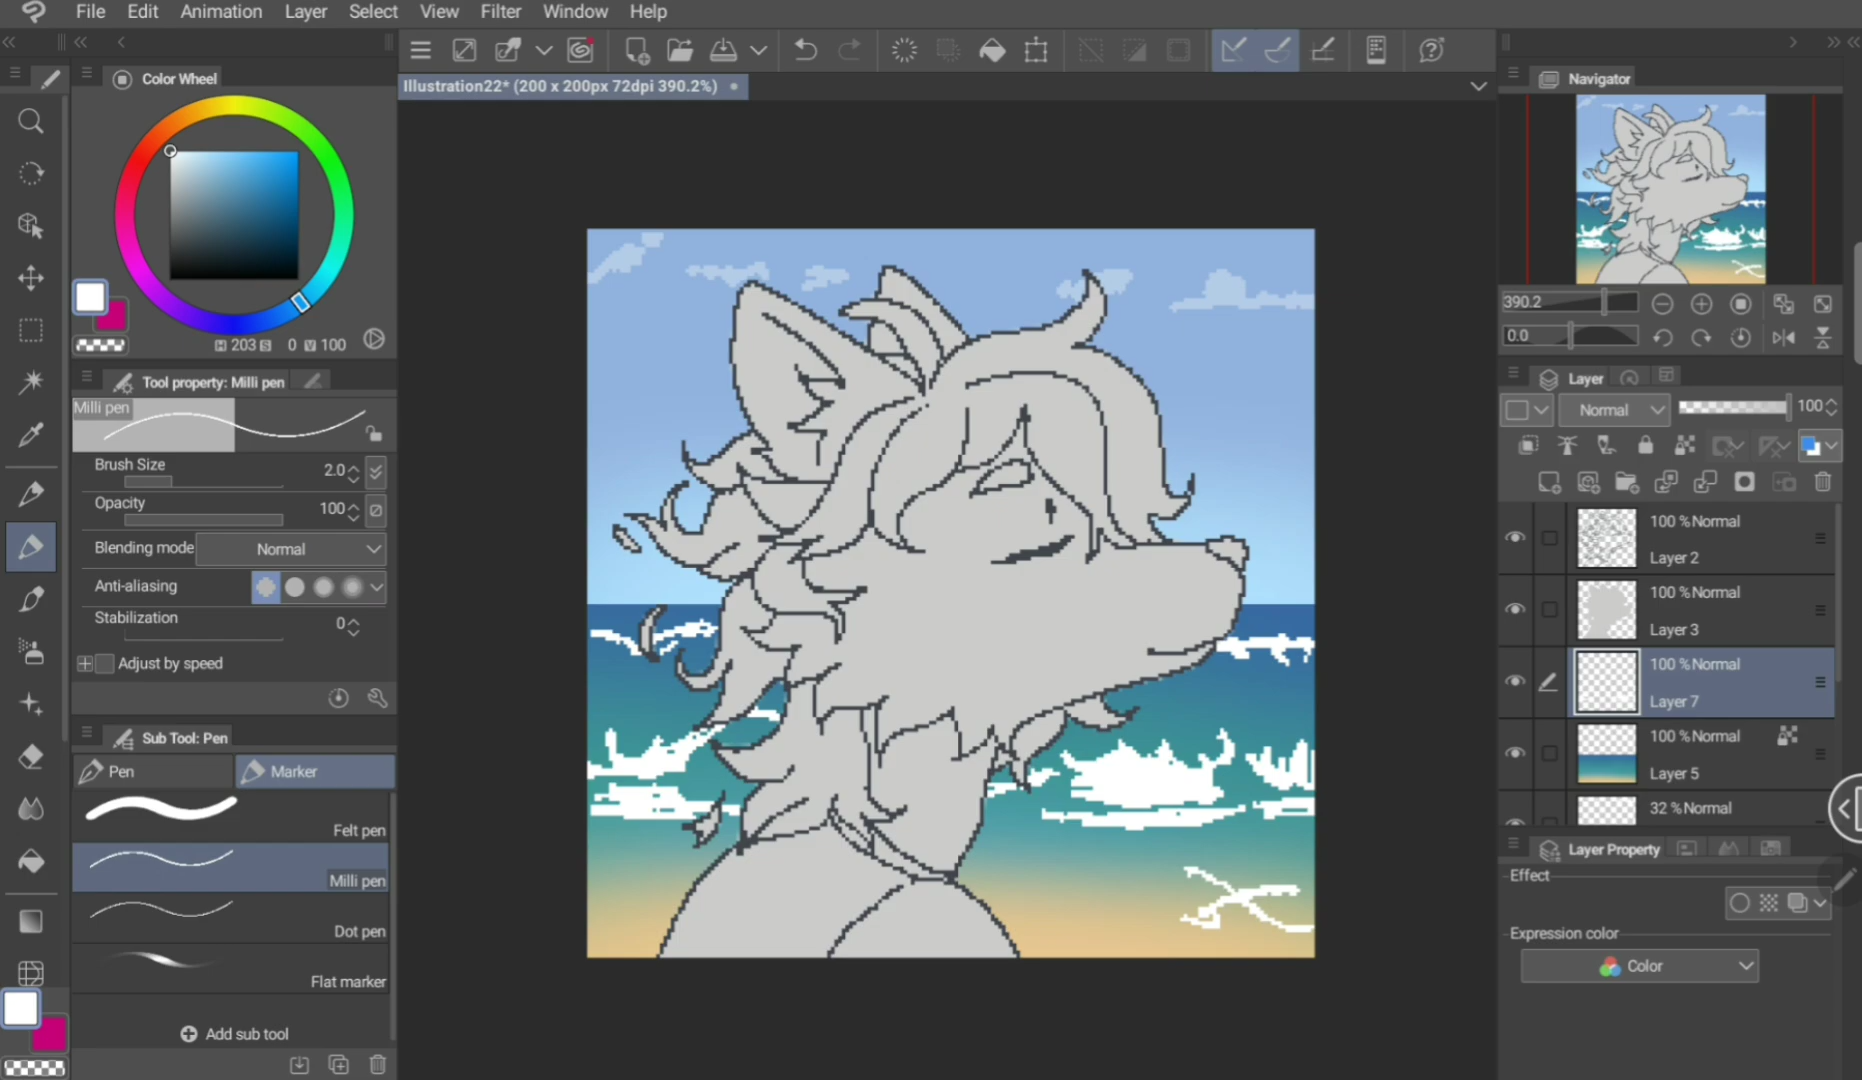 File Edit Animation Layer Select View Filter Window Help
Color Wheel
Illustration22* (200 x 200px 72dpi 390.2%)
Navigator
390.2
0.0
H 203 S 0 V 100
Tool property: Milli pen
Milli pen
Brush Size 2.0
Opacity 100
Blending mode Normal
Anti-aliasing
Stabilization 0
Adjust by speed
Sub Tool: Pen
Pen Marker
Felt pen
Milli pen
Dot pen
Flat marker
Add sub tool
Layer
Normal 100
100 %Normal
Layer 2
100 %Normal
Layer 3
100 %Normal
Layer 7
100 %Normal
Layer 5
32 %Normal
Layer Property
Effect
Expression color
Color